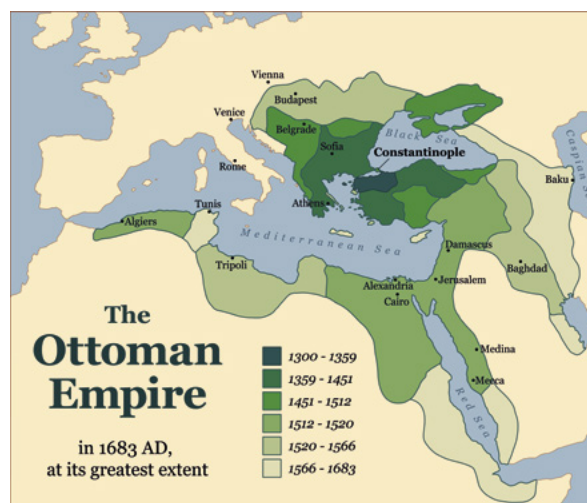 Vienna
Budapest
Venice
Belgrade
Black Sea
Sofia
Constantinople
Caspian S
Rome
Baku
Athens
Tunis
Algiers
Mediterranean Sea
Damascus
Tripoli
Baghdad
Alexandria
Jerusalem
Cairo
The
Ottoman
Empire
in 1683 AD,
at its greatest extent
1300 - 1359
1359 - 1451
1451 - 1512
1512 - 1520
1520 - 1566
1566 - 1683
Medina
Mecca
Red Sea